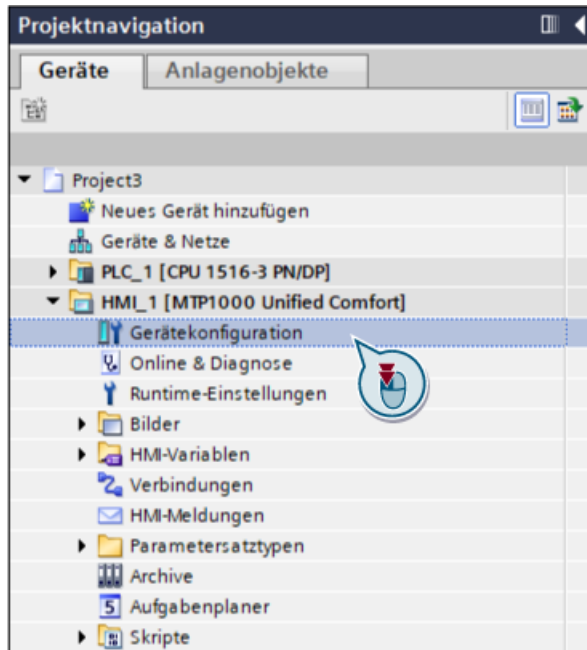 Projektnavigation
Geräte Anlagenobjekte
Project3
Neues Gerät hinzufügen
Geräte & Netze
PLC_1 [CPU 1516-3 PN/DP]
HMI_1 [MTP1000 Unified Comfort]
Gerätekonfiguration
Online & Diagnose
Runtime-Einstellungen
Bilder
HMI-Variablen
Verbindungen
HMI-Meldungen
Parametersatztypen
Archive
Aufgabenplaner
Skripte